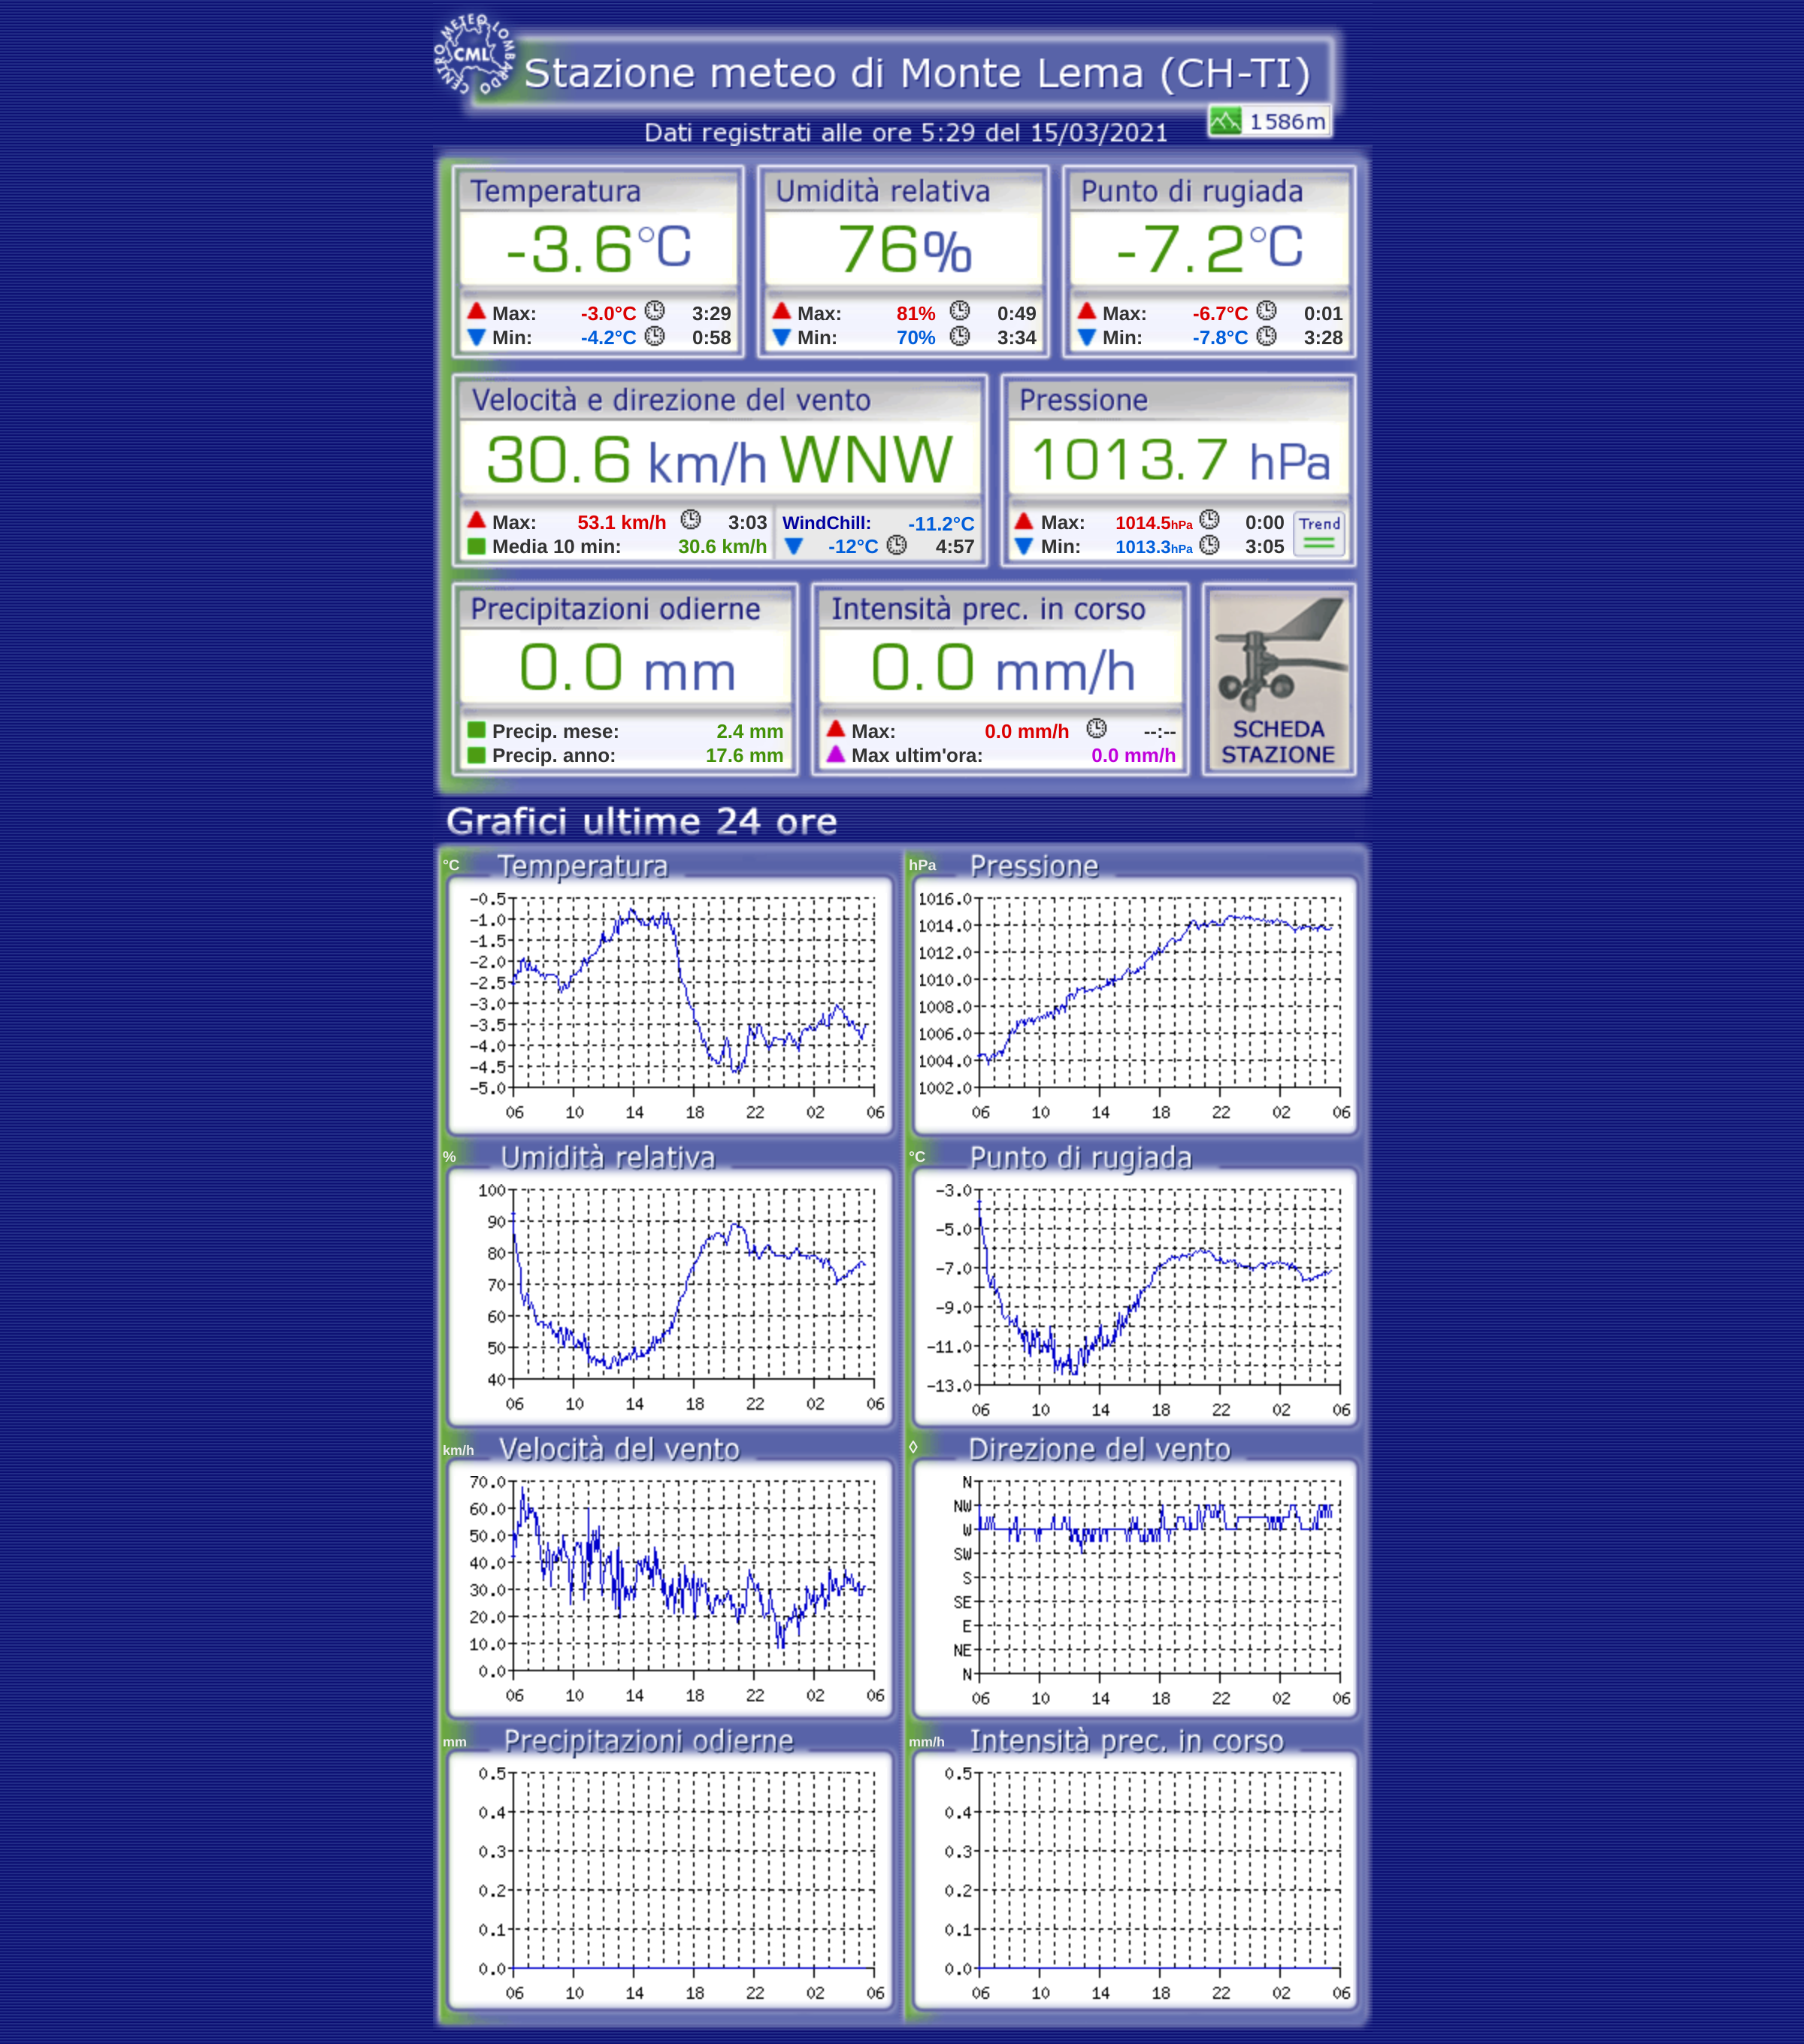 CENTRO METEO LOMBARDO
CML
Stazione meteo di Monte Lema (CH-TI)
1586m
Dati registrati alle ore 5:29 del 15/03/2021
Temperatura
-3.6°C
Max: -3.0°C 3:29
Min: -4.2°C 0:58
Umidità relativa
76%
Max: 81% 0:49
Min: 70% 3:34
Punto di rugiada
-7.2°C
Max: -6.7°C 0:01
Min: -7.8°C 3:28
Velocità e direzione del vento
30.6 km/h WNW
Max: 53.1 km/h 3:03
Media 10 min: 30.6 km/h
WindChill: -11.2°C
-12°C 4:57
Pressione
1013.7 hPa
Max: 1014.5hPa 0:00
Min: 1013.3hPa 3:05
Trend
Precipitazioni odierne
0.0 mm
Precip. mese: 2.4 mm
Precip. anno: 17.6 mm
Intensità prec. in corso
0.0 mm/h
Max: 0.0 mm/h --:--
Max ultim'ora: 0.0 mm/h
SCHEDA
STAZIONE
Grafici ultime 24 ore
°C Temperatura
-0.5
-1.0
-1.5
-2.0
-2.5
-3.0
-3.5
-4.0
-4.5
-5.0
06 10 14 18 22 02 06
hPa Pressione
1016.0
1014.0
1012.0
1010.0
1008.0
1006.0
1004.0
1002.0
06 10 14 18 22 02 06
% Umidità relativa
100
90
80
70
60
50
40
06 10 14 18 22 02 06
°C Punto di rugiada
-3.0
-5.0
-7.0
-9.0
-11.0
-13.0
06 10 14 18 22 02 06
km/h Velocità del vento
70.0
60.0
50.0
40.0
30.0
20.0
10.0
0.0
06 10 14 18 22 02 06
◊ Direzione del vento
N
NW
W
SW
S
SE
E
NE
N
06 10 14 18 22 02 06
mm Precipitazioni odierne
0.5
0.4
0.3
0.2
0.1
0.0
06 10 14 18 22 02 06
mm/h Intensità prec. in corso
0.5
0.4
0.3
0.2
0.1
0.0
06 10 14 18 22 02 06